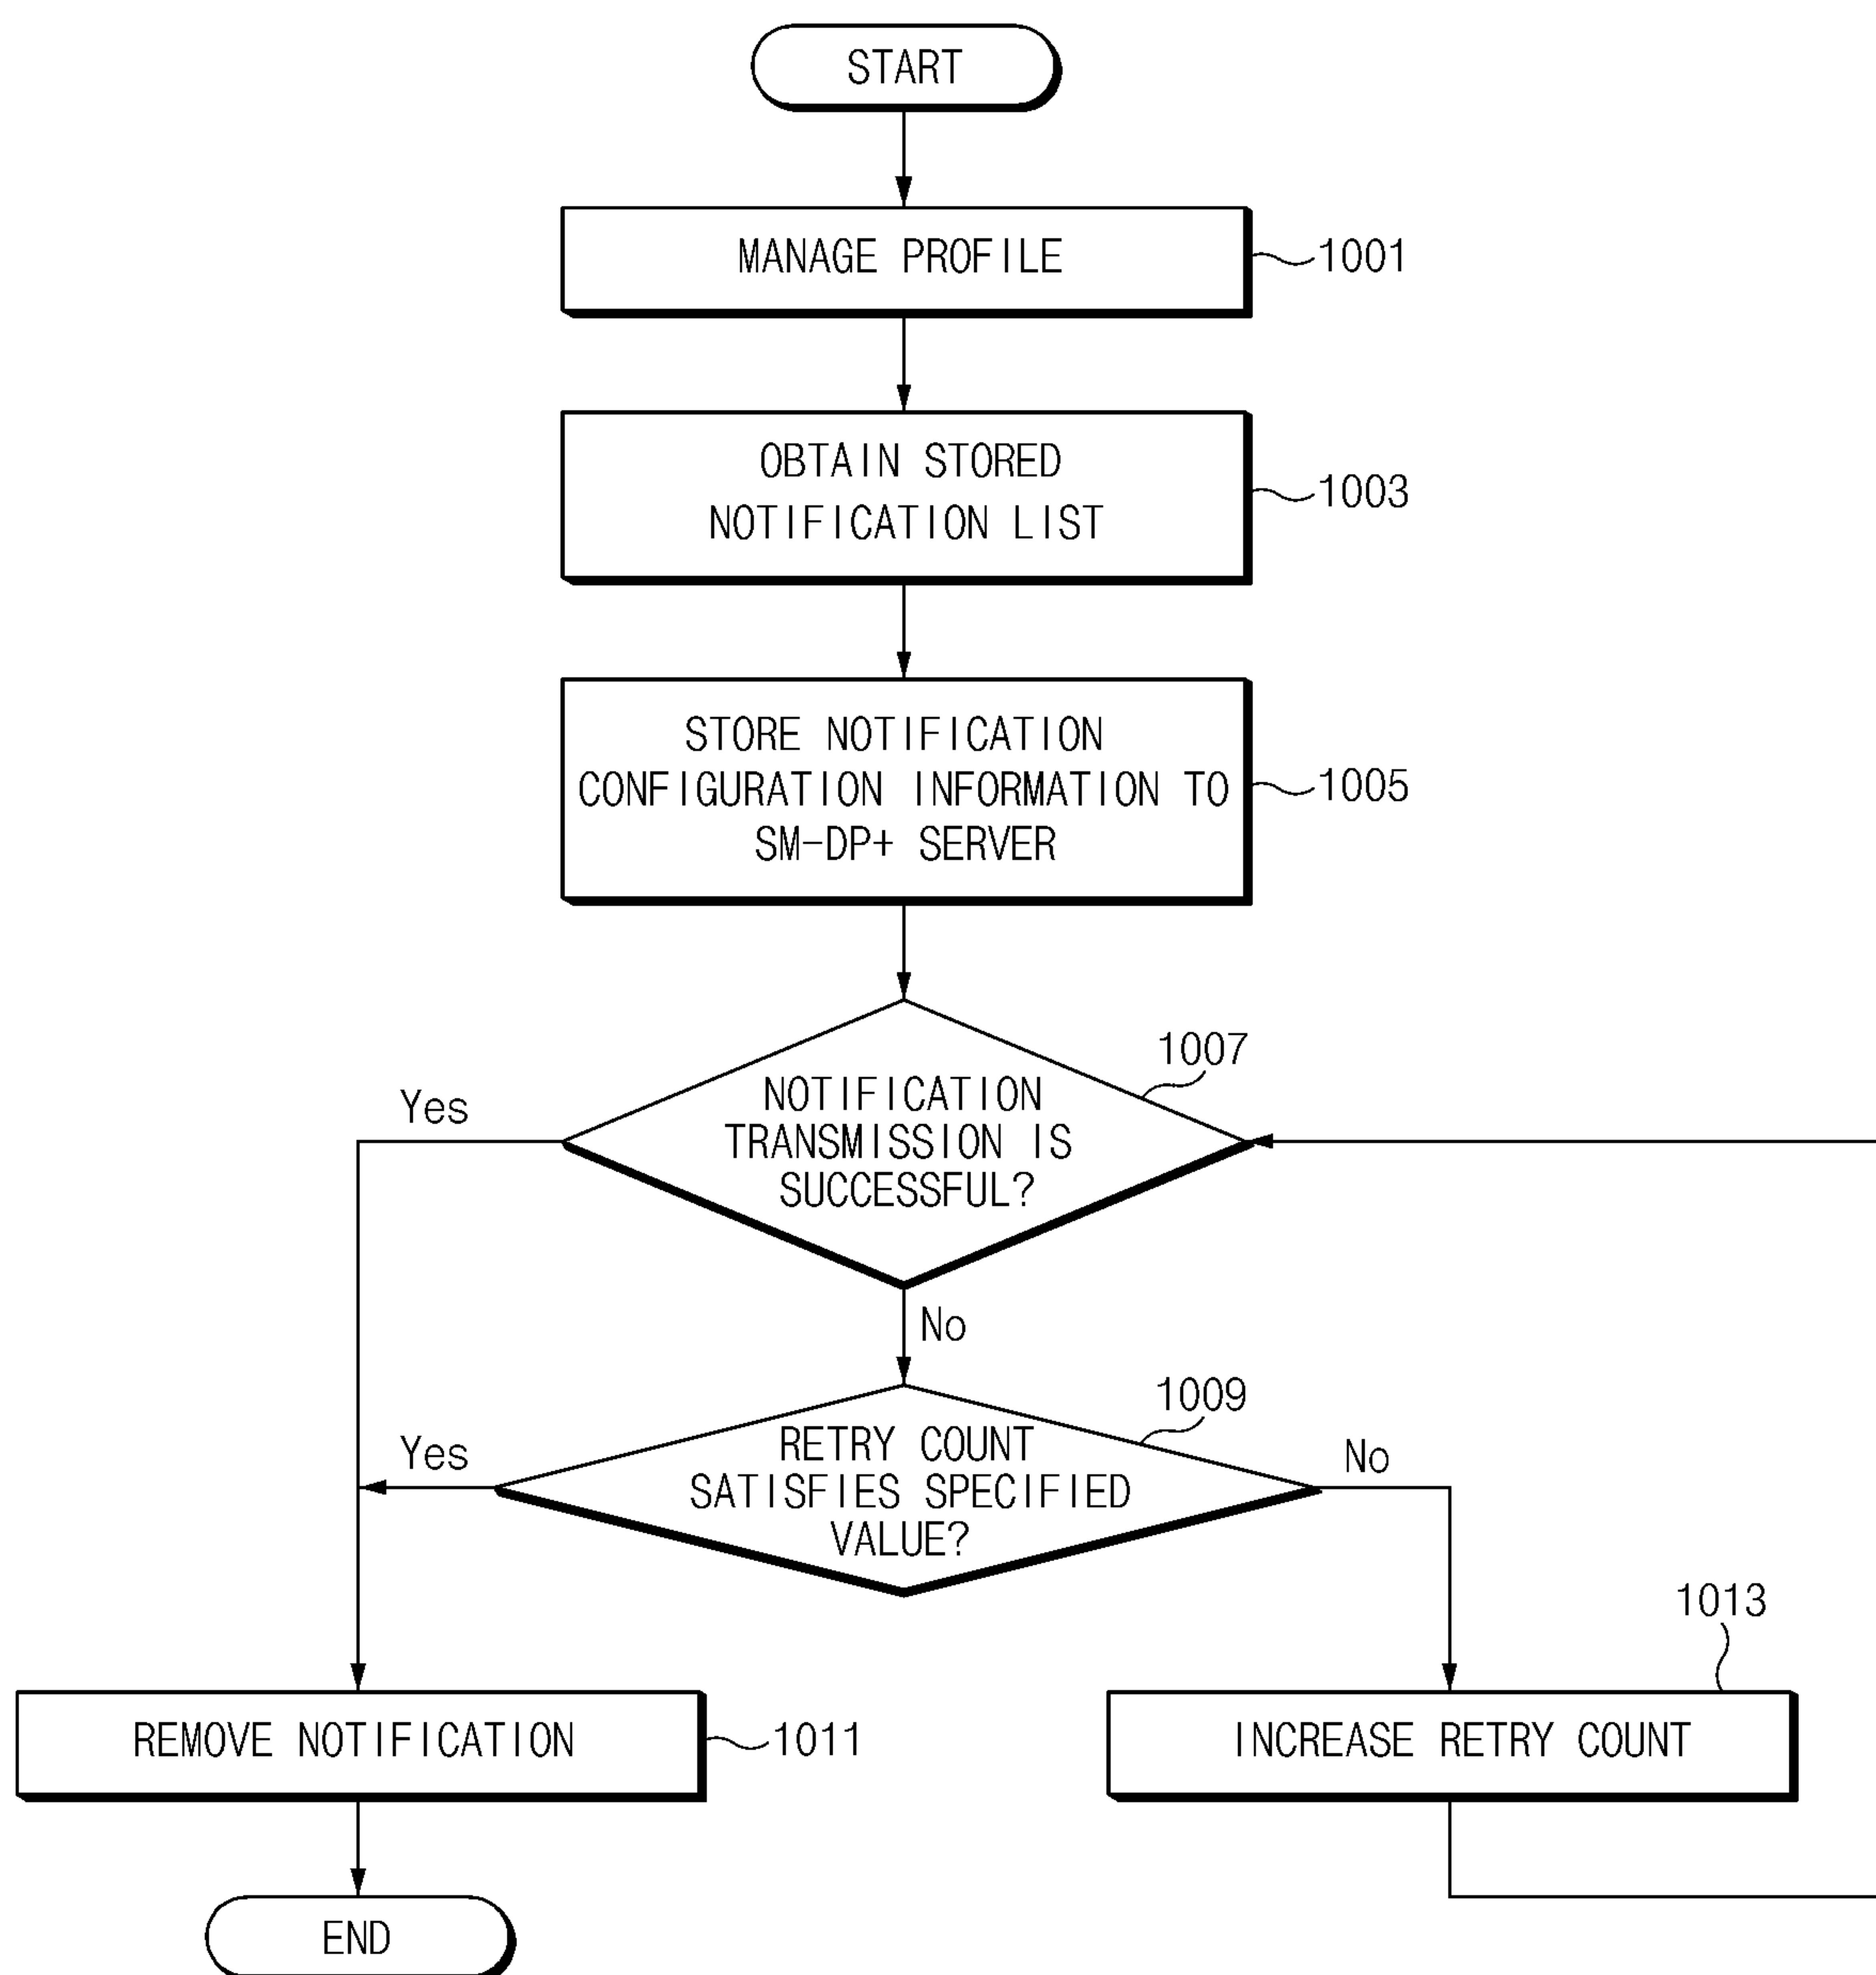 START
MANAGE PROFILE
1001
OBTAIN STORED
NOTIFICATION LIST
1003
STORE NOTIFICATION
CONFIGURATION INFORMATION TO
SM-DP+ SERVER
1005
1007
NOTIFICATION
TRANSMISSION IS
SUCCESSFUL?
Yes
No
1009
RETRY COUNT
SATISFIES SPECIFIED
VALUE?
Yes
No
1013
REMOVE NOTIFICATION
1011
INCREASE RETRY COUNT
END